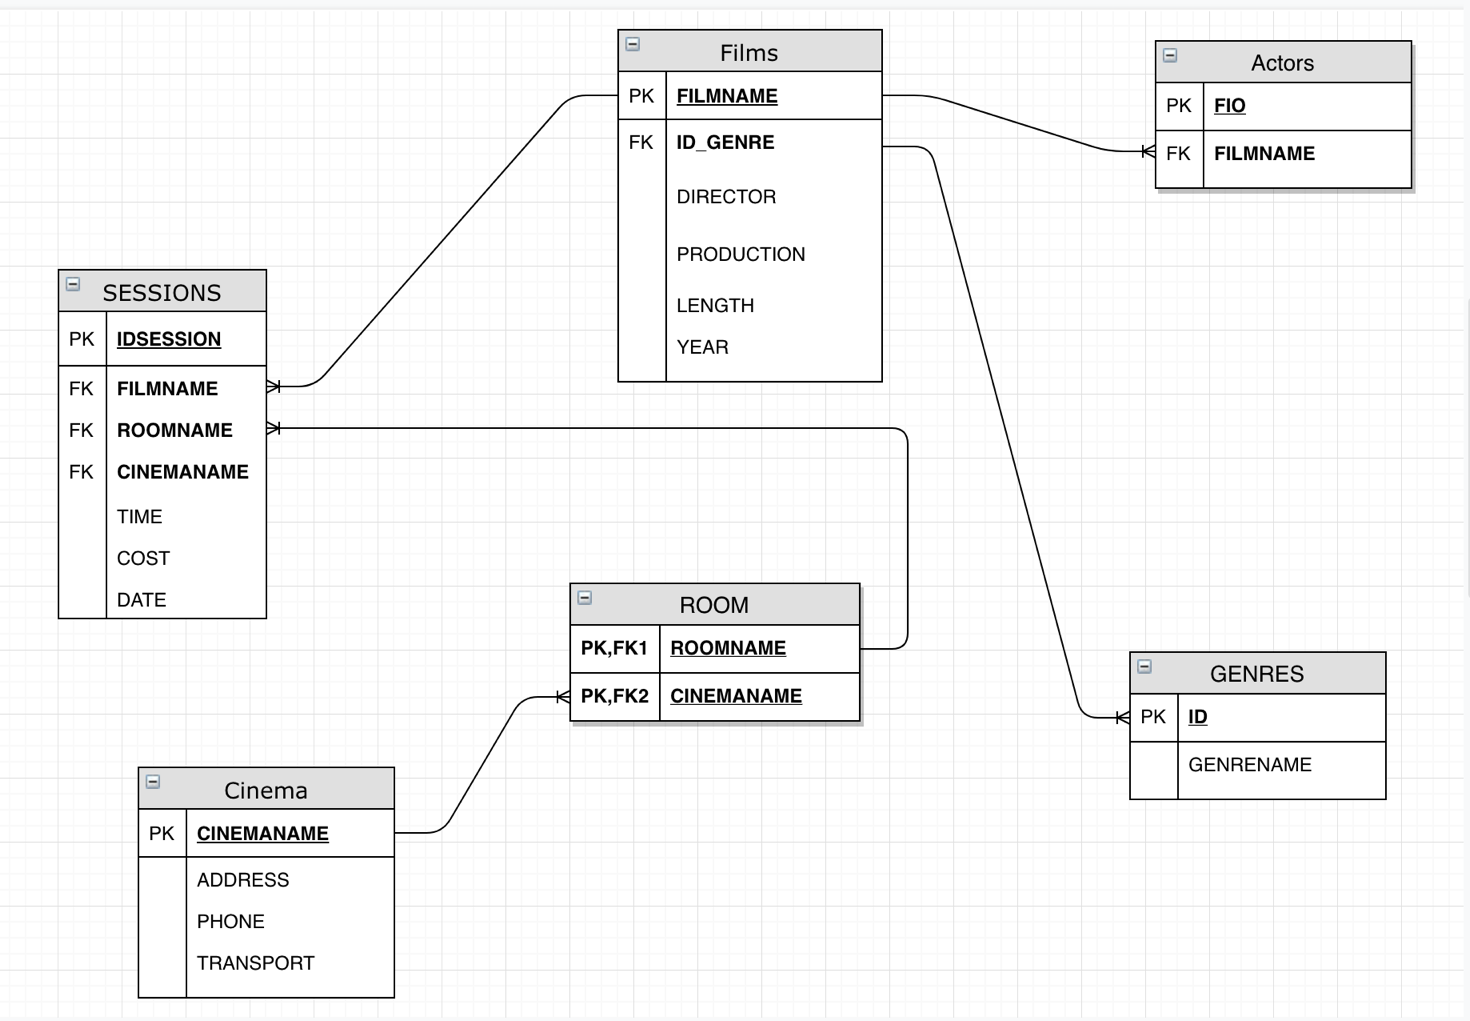 Films
PK FILMNAME
FK ID_GENRE
DIRECTOR
PRODUCTION
LENGTH
YEAR
Actors
PK FIO
FK FILMNAME
SESSIONS
PK IDSESSION
FK FILMNAME
FK ROOMNAME
FK CINEMANAME
TIME
COST
DATE
ROOM
PK,FK1 ROOMNAME
PK,FK2 CINEMANAME
GENRES
PK ID
GENRENAME
Cinema
PK CINEMANAME
ADDRESS
PHONE
TRANSPORT